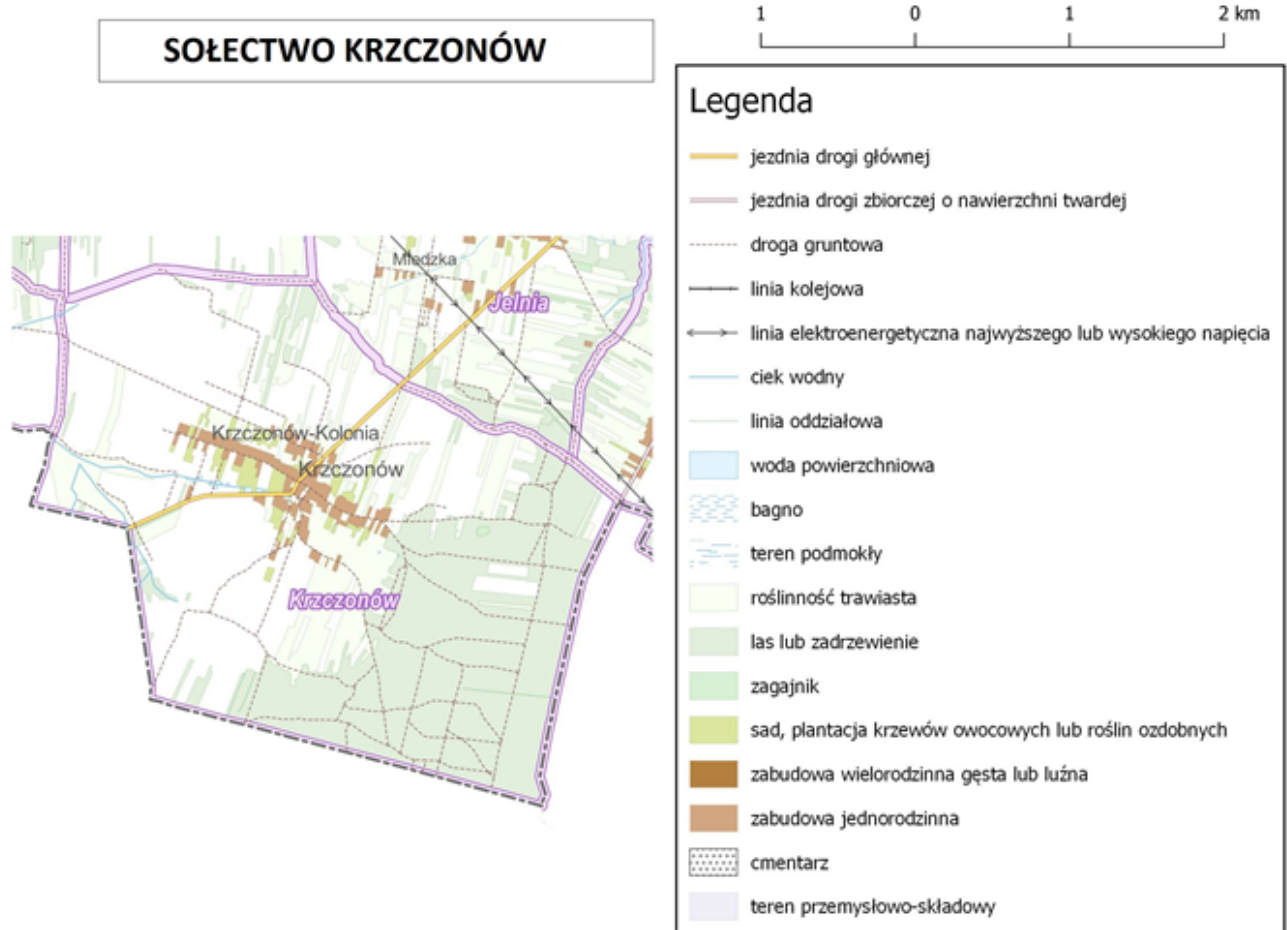 SOŁECTWO KRZCZONÓW
1 0 1 2 km
Legenda
jezdnia drogi głównej
jezdnia drogi zbiorczej o nawierzchni twardej
droga gruntowa
linia kolejowa
linia elektroenergetyczna najwyższego lub wysokiego napięcia
ciek wodny
linia oddziałowa
woda powierzchniowa
bagno
teren podmokły
roślinność trawiasta
las lub zadrzewienie
zagajnik
sad, plantacja krzewów owocowych lub roślin ozdobnych
zabudowa wielorodzinna gęsta lub luźna
zabudowa jednorodzinna
cmentarz
teren przemysłowo-składowy
Młedzka
Jelnia
Krzczonów-Kolonia
Krzczonów
Krzczonów